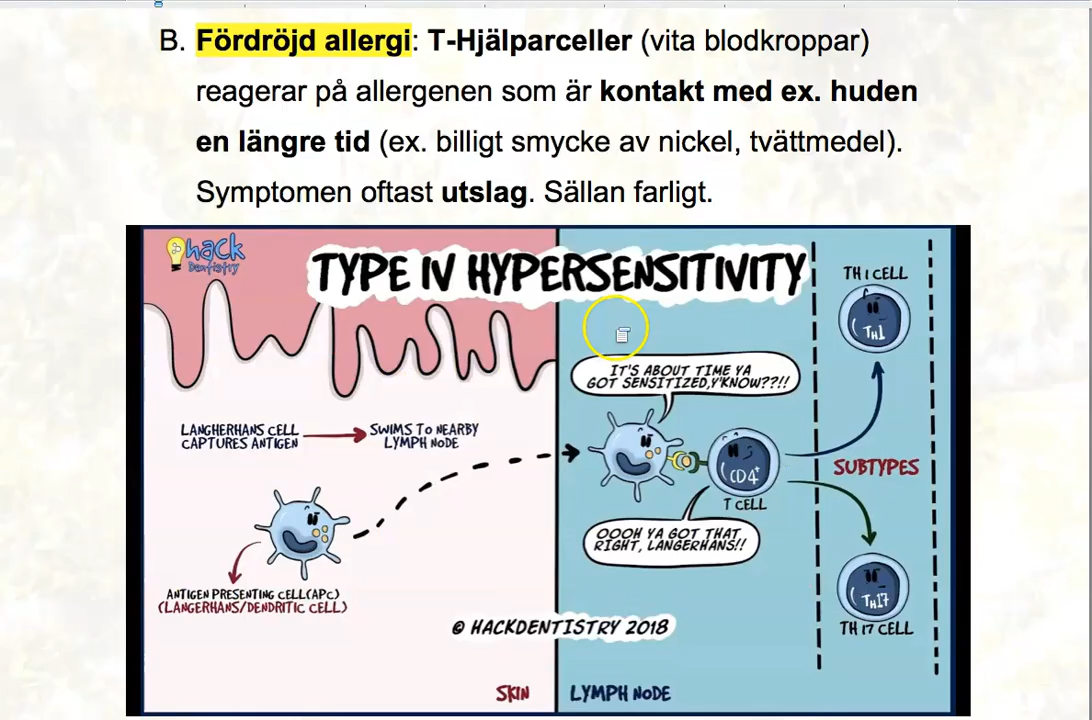 B. Fördröjd allergi: T-Hjälparceller (vita blodkroppar)
reagerar på allergenen som är kontakt med ex. huden
en längre tid (ex. billigt smycke av nickel, tvättmedel).
Symptomen oftast utslag. Sällan farligt.
hack
Dentistry
TYPE IV HYPERSENSITIVITY
TH 1 CELL
TH1
IT'S ABOUT TIME YA
GOT SENSITIZED,Y'KNOW??!!
LANGHERHANS CELL
CAPTURES ANTIGEN
SWIMS TO NEARBY
LYMPH NODE
CD4+
T CELL
SUBTYPES
OOOH YA GOT THAT
RIGHT, LANGERHANS!!
ANTIGEN PRESENTING CELL(APC)
(LANGERHANS/DENDRITIC CELL)
TH17
TH 17 CELL
© HACKDENTISTRY 2018
SKIN
LYMPH NODE